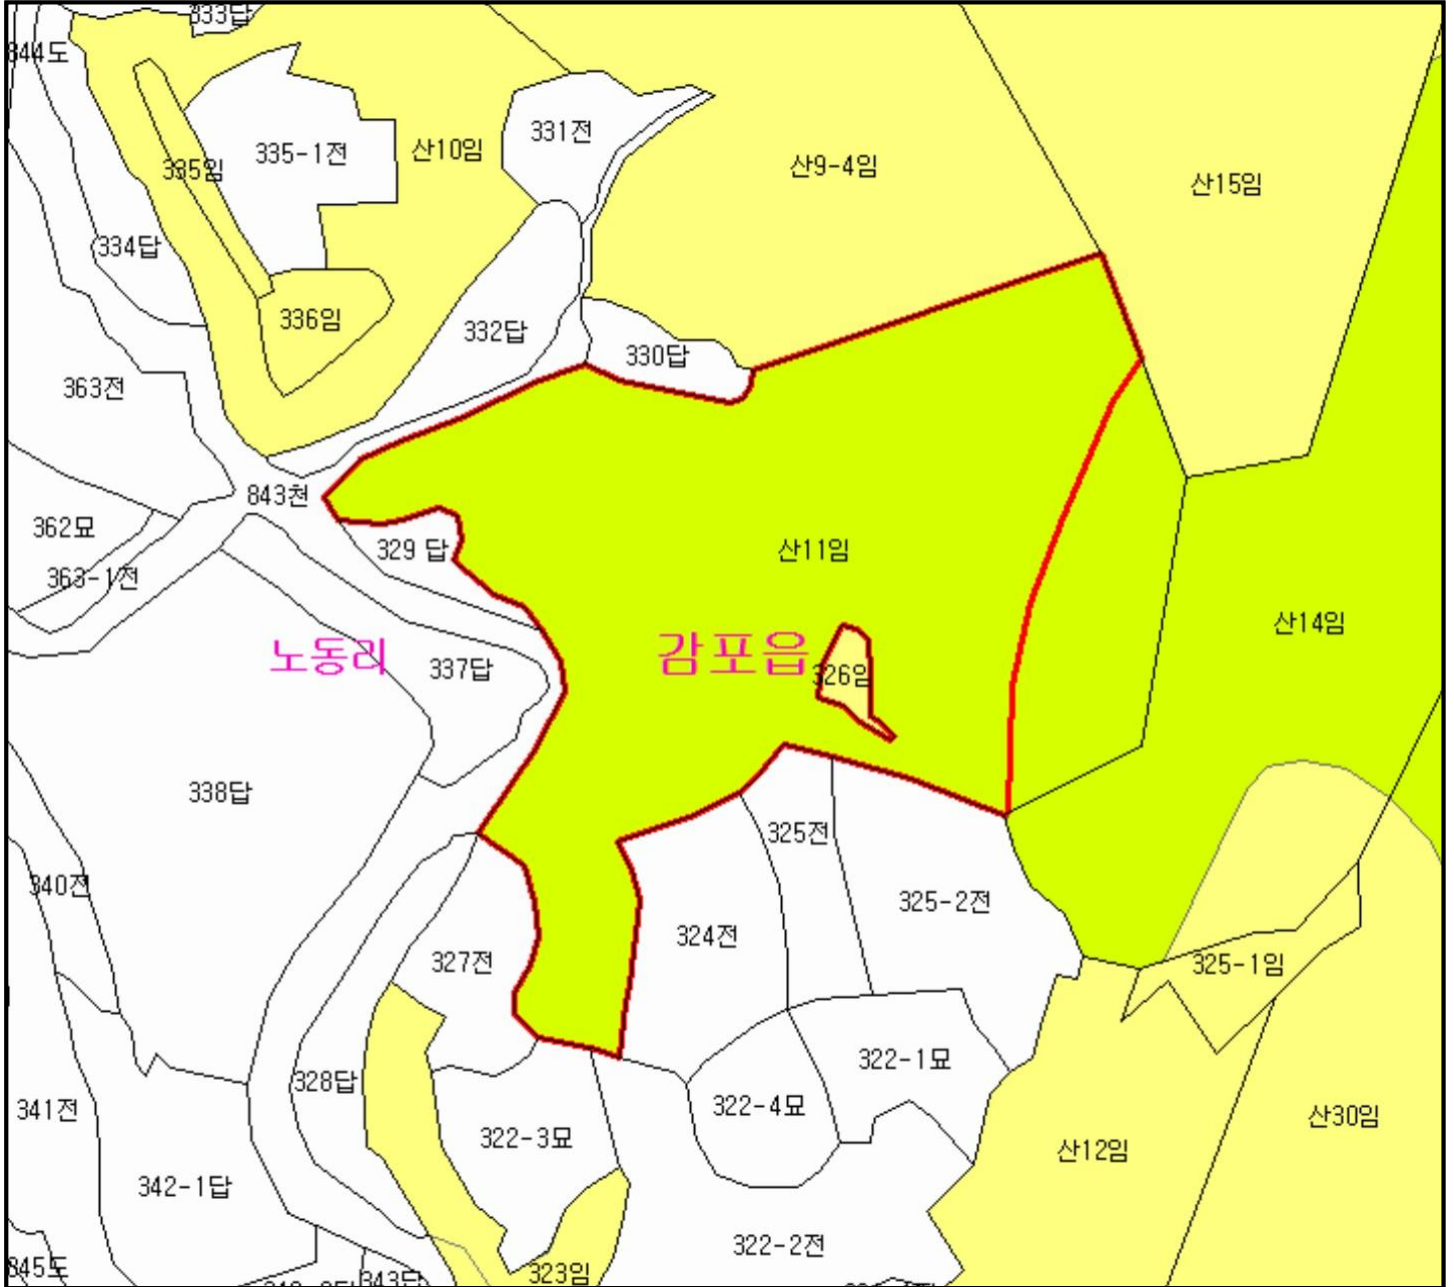 333답
844도
331전
335-1전
산10임
산9-4임
335임
산15임
334답
336임
332답
330답
363전
843천
362묘
329 답
산11임
363-1전
산14임
노동리
감포읍
337답
326임
338답
325전
340전
325-2전
324전
327전
325-1임
322-1묘
328답
322-4묘
341전
산30임
322-3묘
산12임
342-1답
322-2전
845도
323임
343답